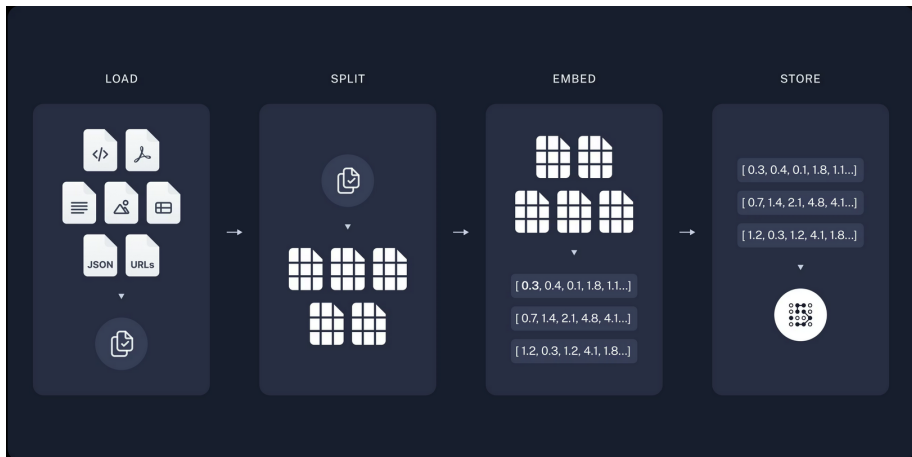 LOAD
SPLIT
EMBED
STORE
</>
JSON
URLs
[ 0.3, 0.4, 0.1, 1.8, 1.1...]
[ 0.7, 1.4, 2.1, 4.8, 4.1...]
[ 1.2, 0.3, 1.2, 4.1, 1.8...]
[ 0.3, 0.4, 0.1, 1.8, 1.1...]
[ 0.7, 1.4, 2.1, 4.8, 4.1...]
[ 1.2, 0.3, 1.2, 4.1, 1.8...]